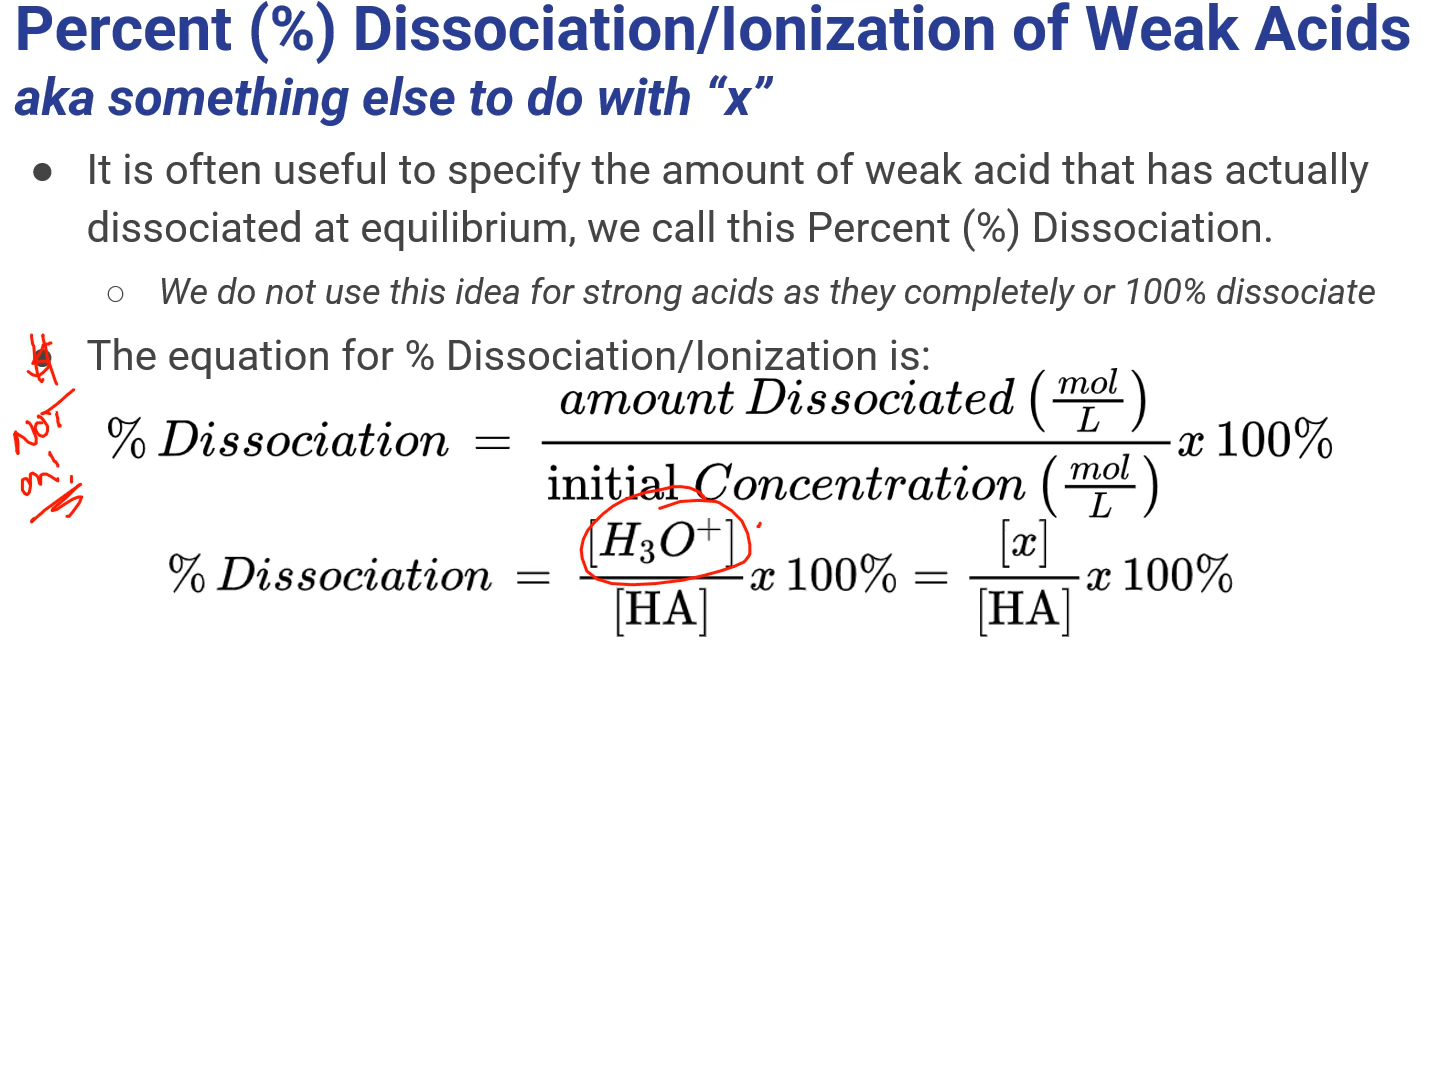 Percent (%) Dissociation/Ionization of Weak Acids
aka something else to do with “x”
● It is often useful to specify the amount of weak acid that has actually
dissociated at equilibrium, we call this Percent (%) Dissociation.
○ We do not use this idea for strong acids as they completely or 100% dissociate
The equation for % Dissociation/Ionization is:
% Dissociation = amount Dissociated (mol/L) / initial Concentration (mol/L) x 100%
% Dissociation = [H₃O⁺] / [HA] x 100% = [x] / [HA] x 100%
Not
on